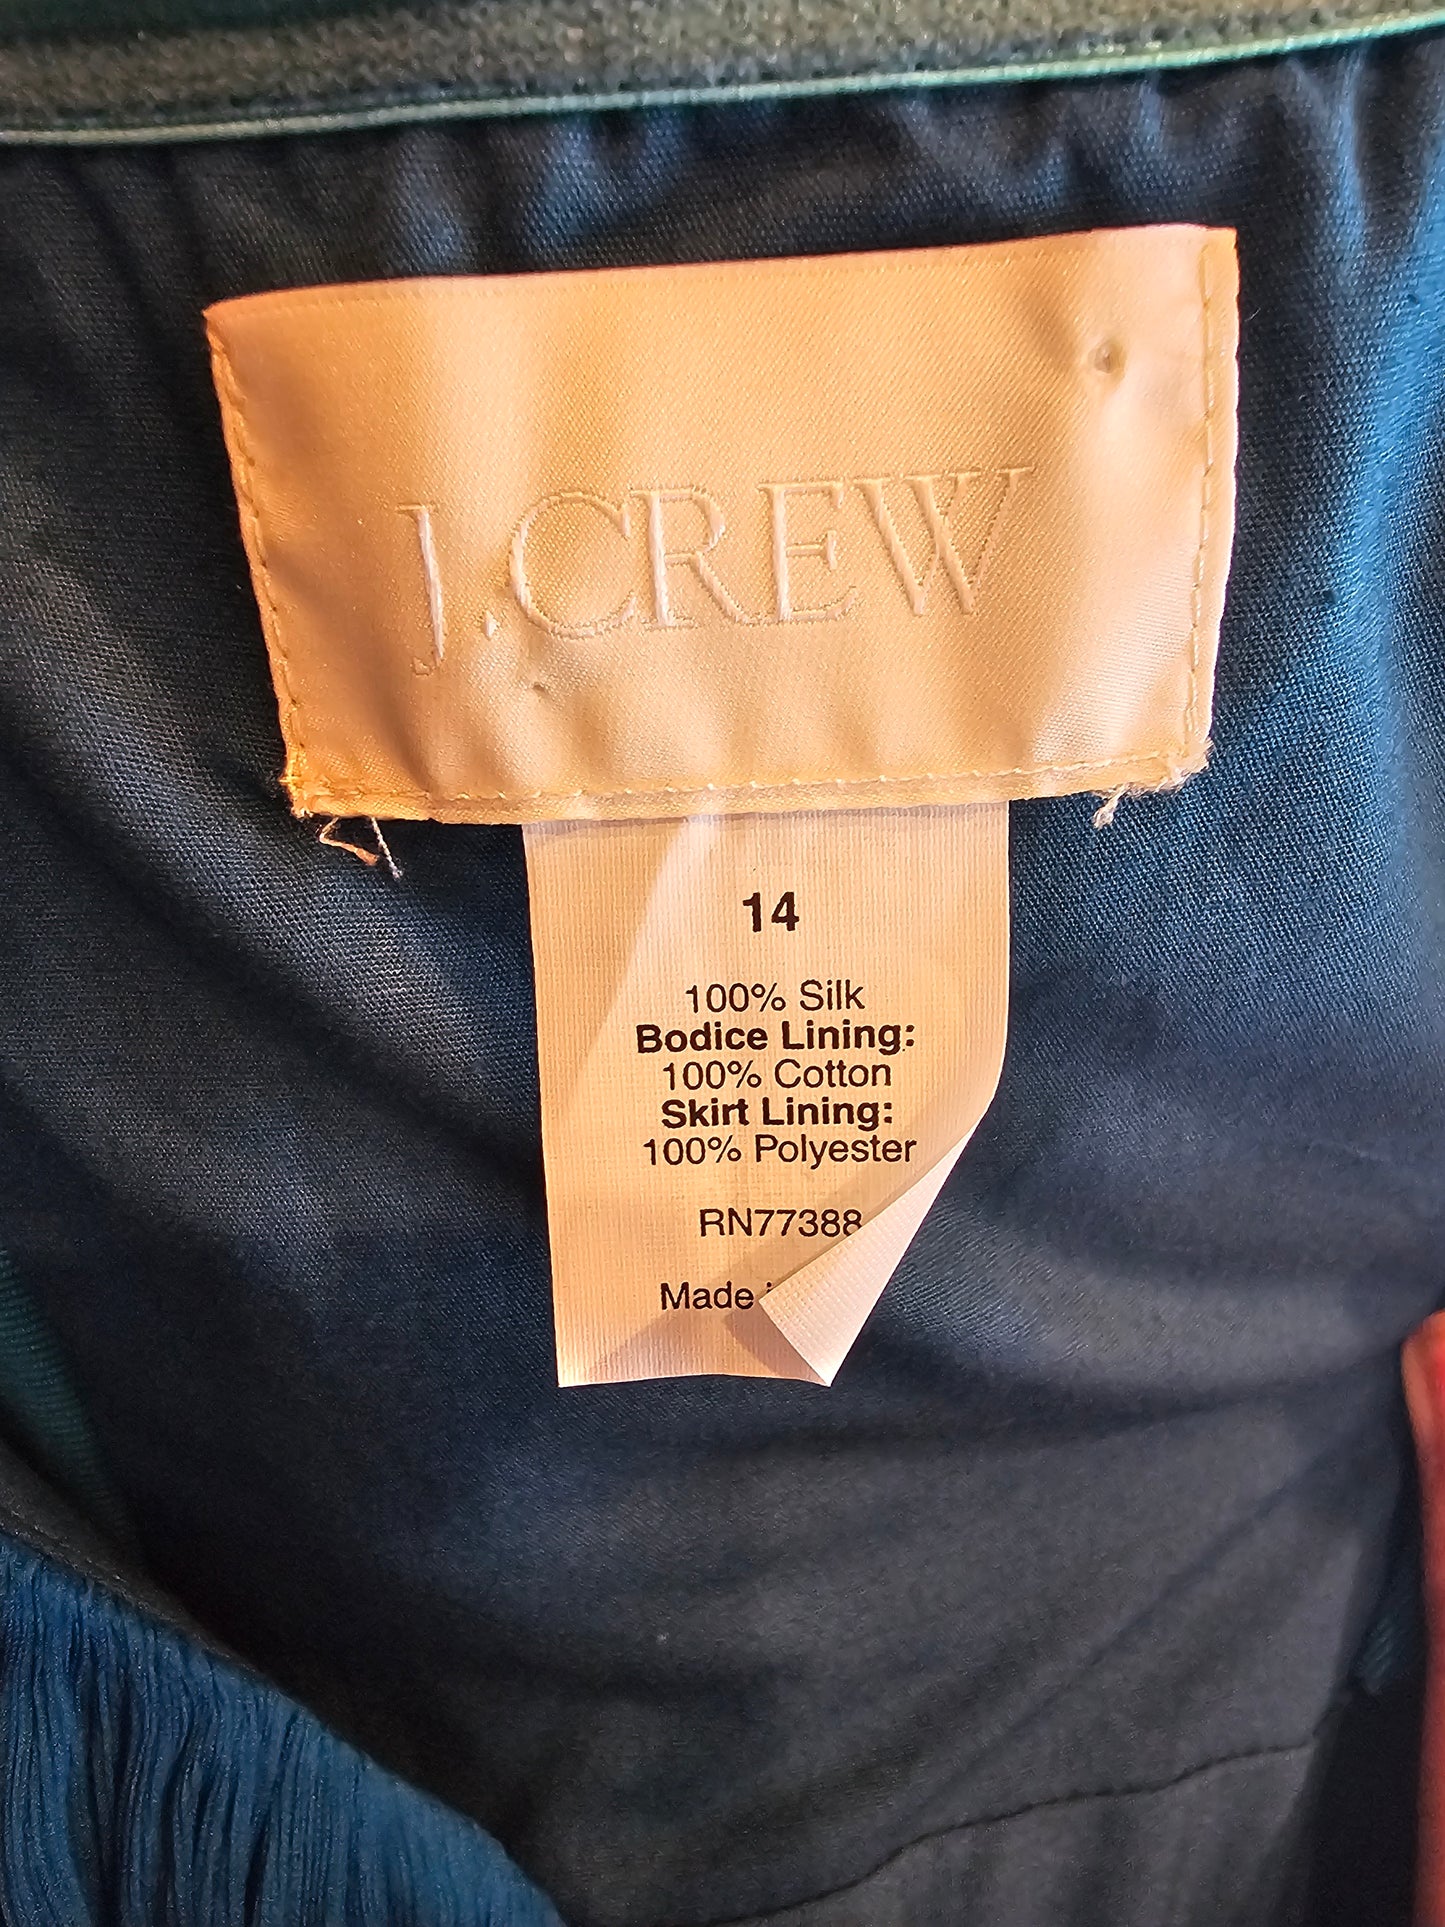 J.CREW
14
100% Silk
Bodice Lining:
100% Cotton
Skirt Lining:
100% Polyester
RN77388
Made